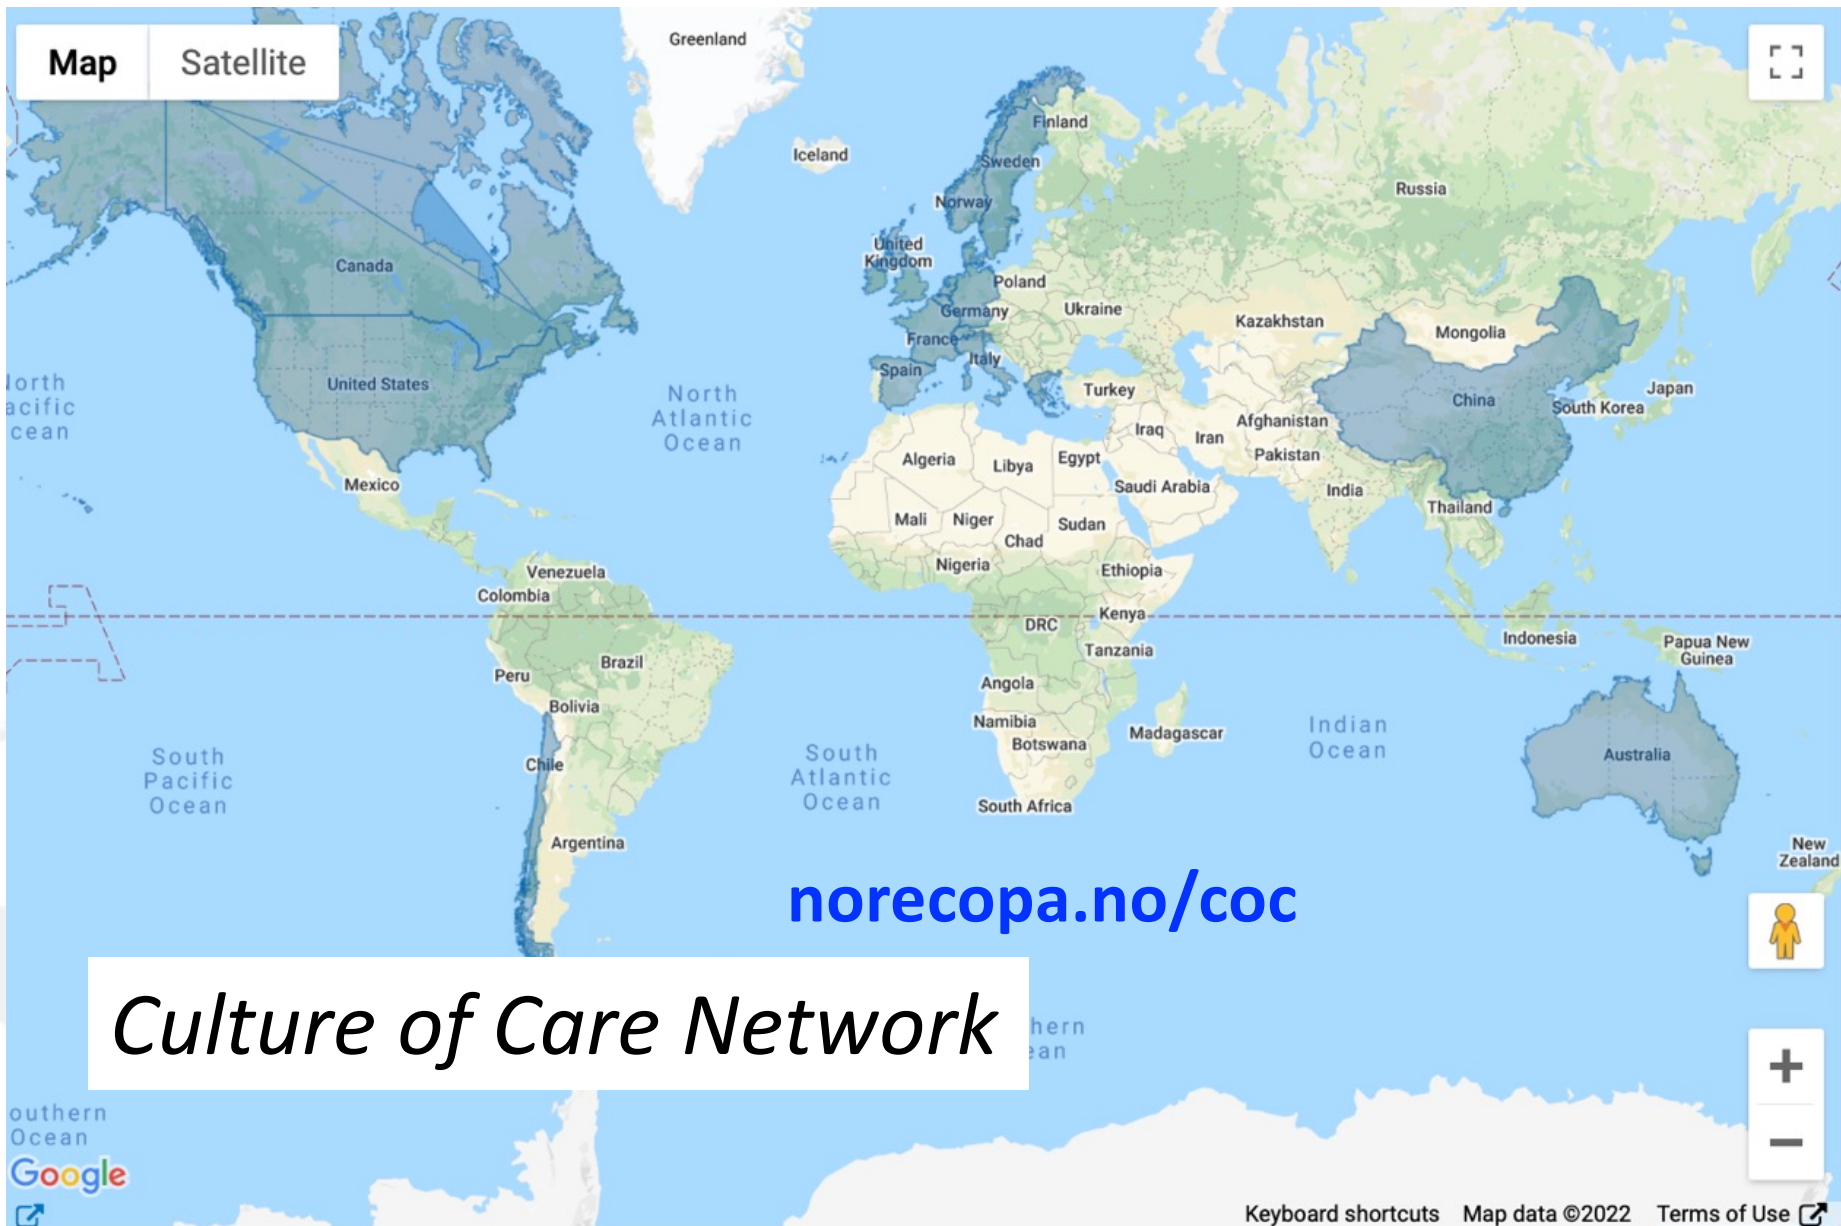 Map Satellite
Greenland
Iceland
Finland
Sweden
Norway
Russia
United
Kingdom
Canada
Poland
Germany
Ukraine
Kazakhstan
Mongolia
France
Italy
Spain
United States
Turkey
China
Japan
South Korea
North
Atlantic
Ocean
Iraq
Iran
Afghanistan
Pakistan
Algeria
Libya
Egypt
Saudi Arabia
India
Mexico
Thailand
Mali
Niger
Sudan
Chad
Nigeria
Ethiopia
Venezuela
Colombia
Kenya
DRC
Tanzania
Indonesia
Papua New
Guinea
Brazil
Peru
Angola
Bolivia
Namibia
Botswana
Madagascar
Indian
Ocean
South
Pacific
Ocean
South
Atlantic
Ocean
Chile
Australia
South Africa
Argentina
New
Zealand
norecopa.no/coc
Culture of Care Network
Ocean
Google
Keyboard shortcuts Map data ©2022 Terms of Use